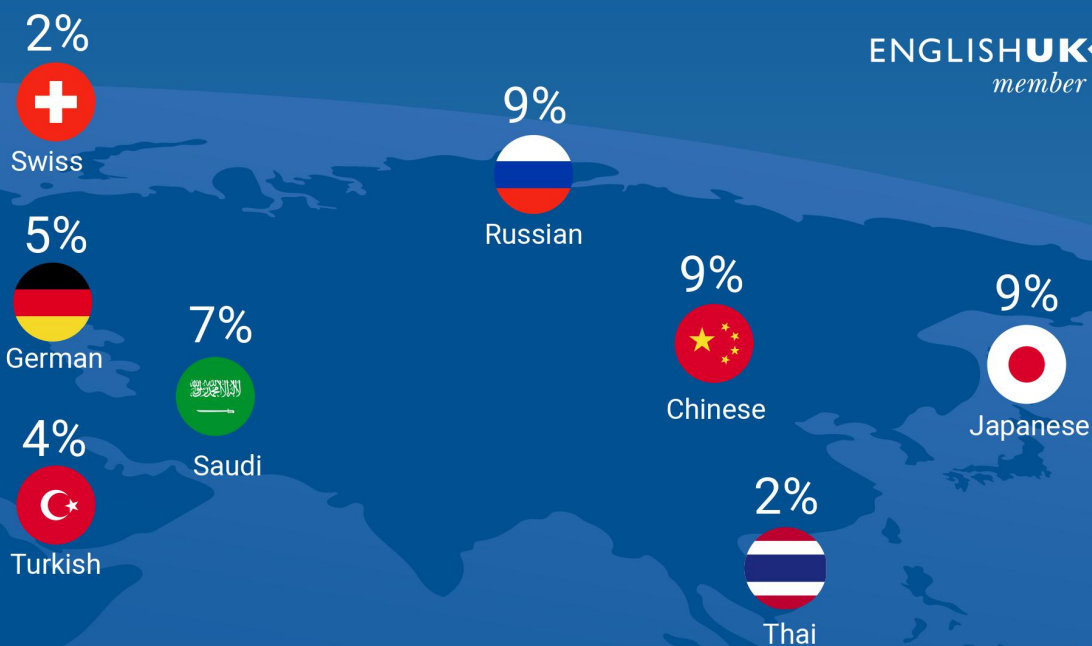 2%
Swiss
ENGLISHUK
member
9%
Russian
5%
German
7%
Saudi
9%
Chinese
9%
Japanese
4%
Turkish
2%
Thai